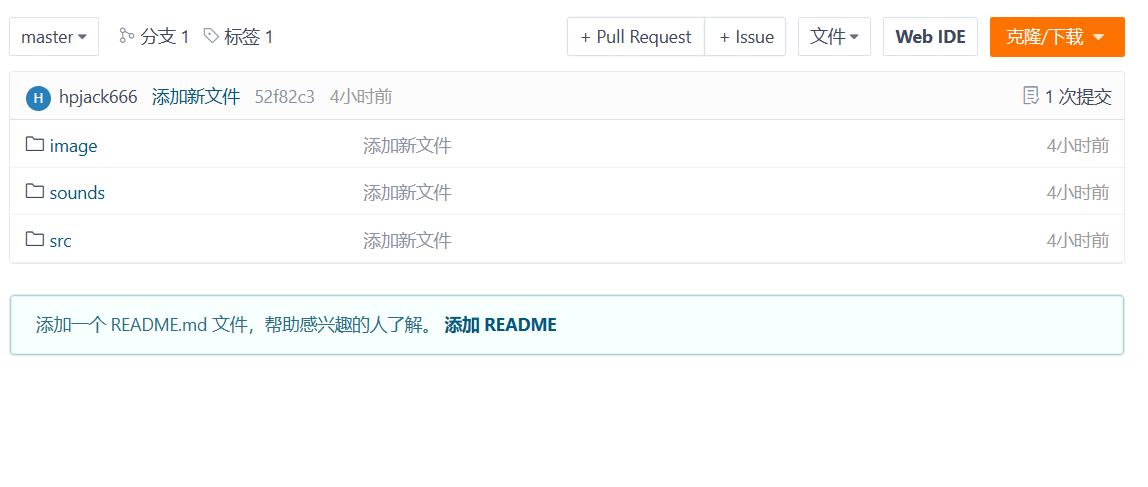 master 分支 1 标签 1 + Pull Request + Issue 文件 Web IDE 克隆/下载
H hpjack666 添加新文件 52f82c3 4小时前 1 次提交
image 添加新文件 4小时前
sounds 添加新文件 4小时前
src 添加新文件 4小时前
添加一个 README.md 文件，帮助感兴趣的人了解。 添加 README